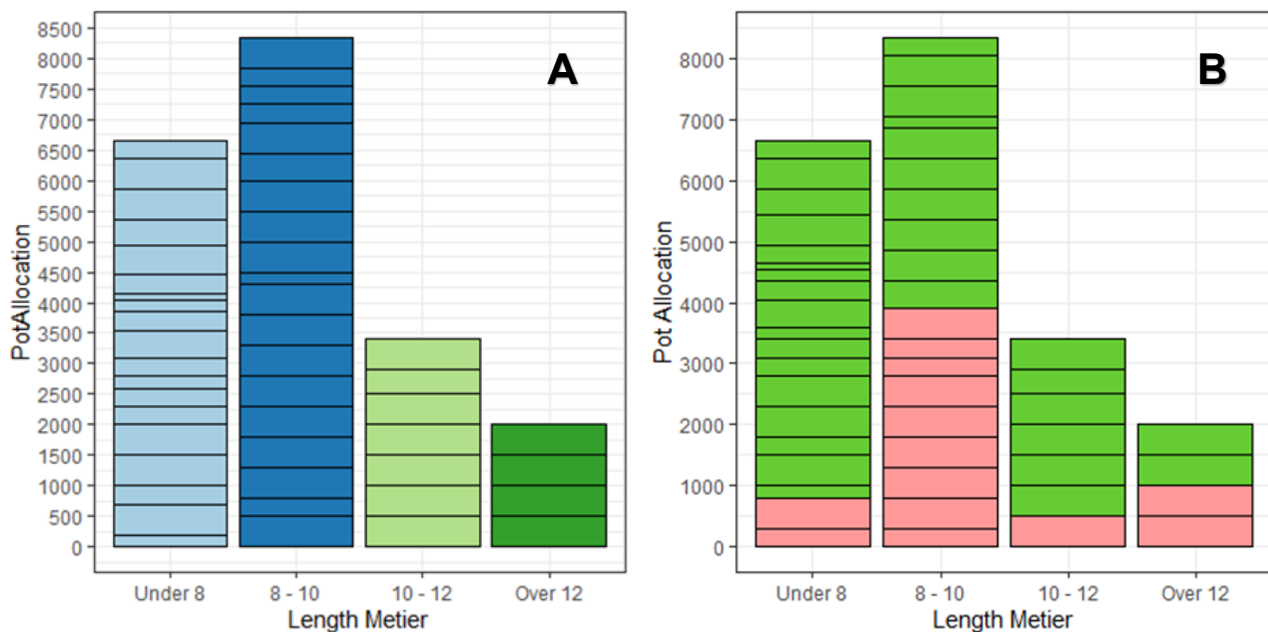 A
8500
8000
7500
7000
6500
6000
5500
5000
4500
4000
3500
3000
2500
2000
1500
1000
500
0
PotAllocation
Under 8
8 - 10
10 - 12
Over 12
Length Metier
B
8000
7000
6000
5000
4000
3000
2000
1000
0
Pot Allocation
Under 8
8 - 10
10 - 12
Over 12
Length Metier